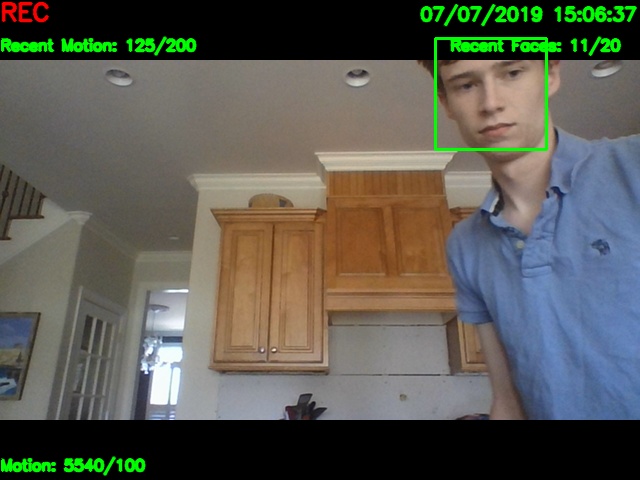 REC
07/07/2019 15:06:37
Recent Motion: 125/200
Recent Faces: 11/20
Motion: 5540/100